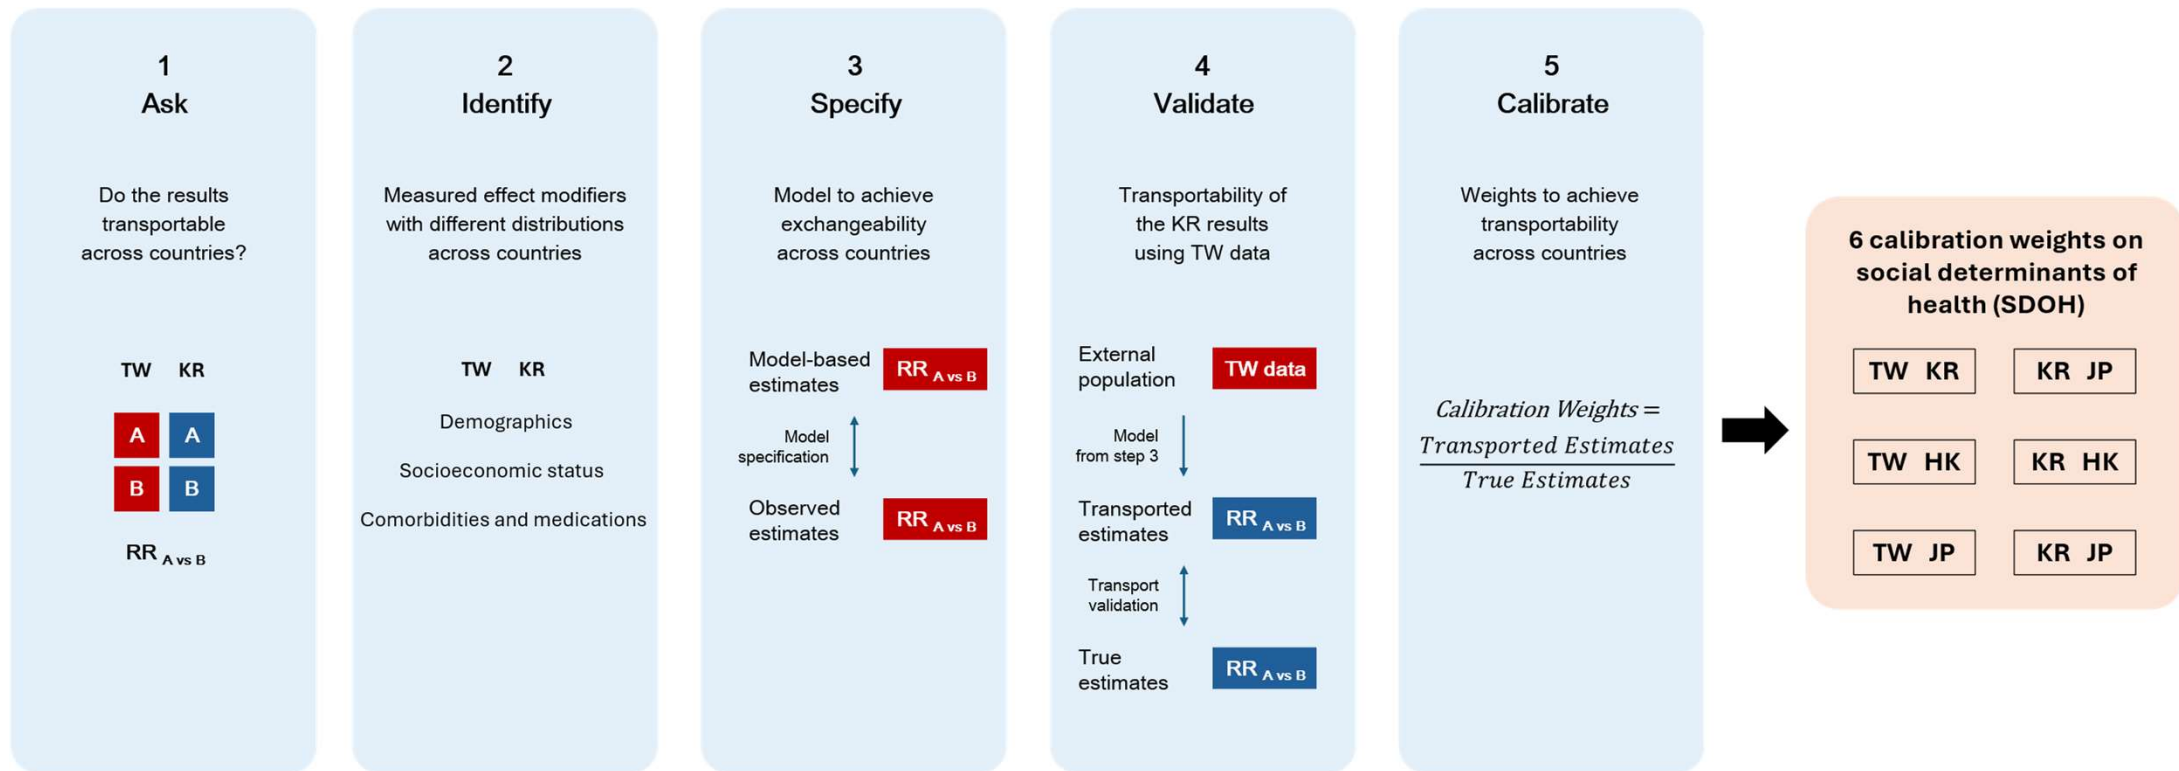 1
Ask
Do the results
transportable
across countries?
TW KR
A A
B B
RR A vs B
2
Identify
Measured effect modifiers
with different distributions
across countries
TW KR
Demographics
Socioeconomic status
Comorbidities and medications
3
Specify
Model to achieve
exchangeability
across countries
Model-based
estimates
RR A vs B
Model
specification
Observed
estimates
RR A vs B
4
Validate
Transportability of
the KR results
using TW data
External
population
TW data
Model
from step 3
Transported
estimates
RR A vs B
Transport
validation
True
estimates
RR A vs B
5
Calibrate
Weights to achieve
transportability
across countries
Calibration Weights =
Transported Estimates
True Estimates
6 calibration weights on
social determinants of
health (SDOH)
TW KR
KR JP
TW HK
KR HK
TW JP
KR JP